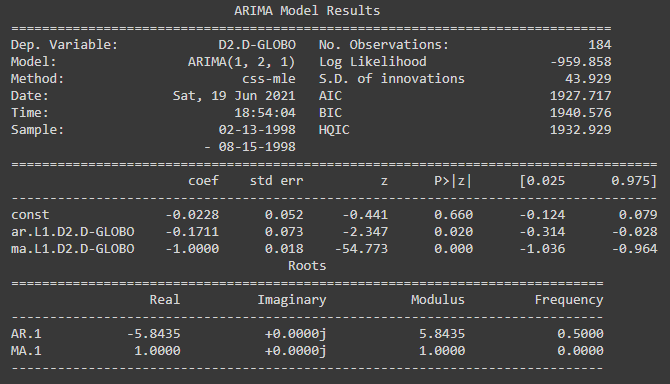 ARIMA Model Results
==============================================================================
Dep. Variable: D2.D-GLOBO No. Observations: 184
Model: ARIMA(1, 2, 1) Log Likelihood -959.858
Method: css-mle S.D. of innovations 43.929
Date: Sat, 19 Jun 2021 AIC 1927.717
Time: 18:54:04 BIC 1940.576
Sample: 02-13-1998 HQIC 1932.929
- 08-15-1998
====================================================================================
coef std err z P>|z| [0.025 0.975]
------------------------------------------------------------------------------------
const -0.0228 0.052 -0.441 0.660 -0.124 0.079
ar.L1.D2.D-GLOBO -0.1711 0.073 -2.347 0.020 -0.314 -0.028
ma.L1.D2.D-GLOBO -1.0000 0.018 -54.773 0.000 -1.036 -0.964
Roots
=============================================================================
Real Imaginary Modulus Frequency
-----------------------------------------------------------------------------
AR.1 -5.8435 +0.0000j 5.8435 0.5000
MA.1 1.0000 +0.0000j 1.0000 0.0000
-----------------------------------------------------------------------------